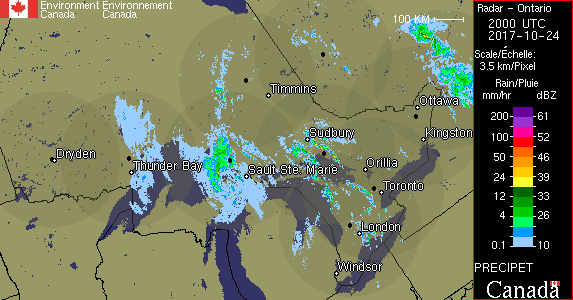 Environment Environnement
Canada Canada
100 KM
Timmins
Ottawa
Sudbury
Kingston
Dryden
Thunder Bay
Sault Ste. Marie
Orillia
Toronto
London
Windsor
Radar - Ontario
2000 UTC
2017-10-24
Scale/Échelle:
3.5 km/Pixel
Rain/Pluie
mm/hr dBZ
200 61
100 52
50 46
24 39
12 33
4 26
0.1 10
PRECIPET
Canada